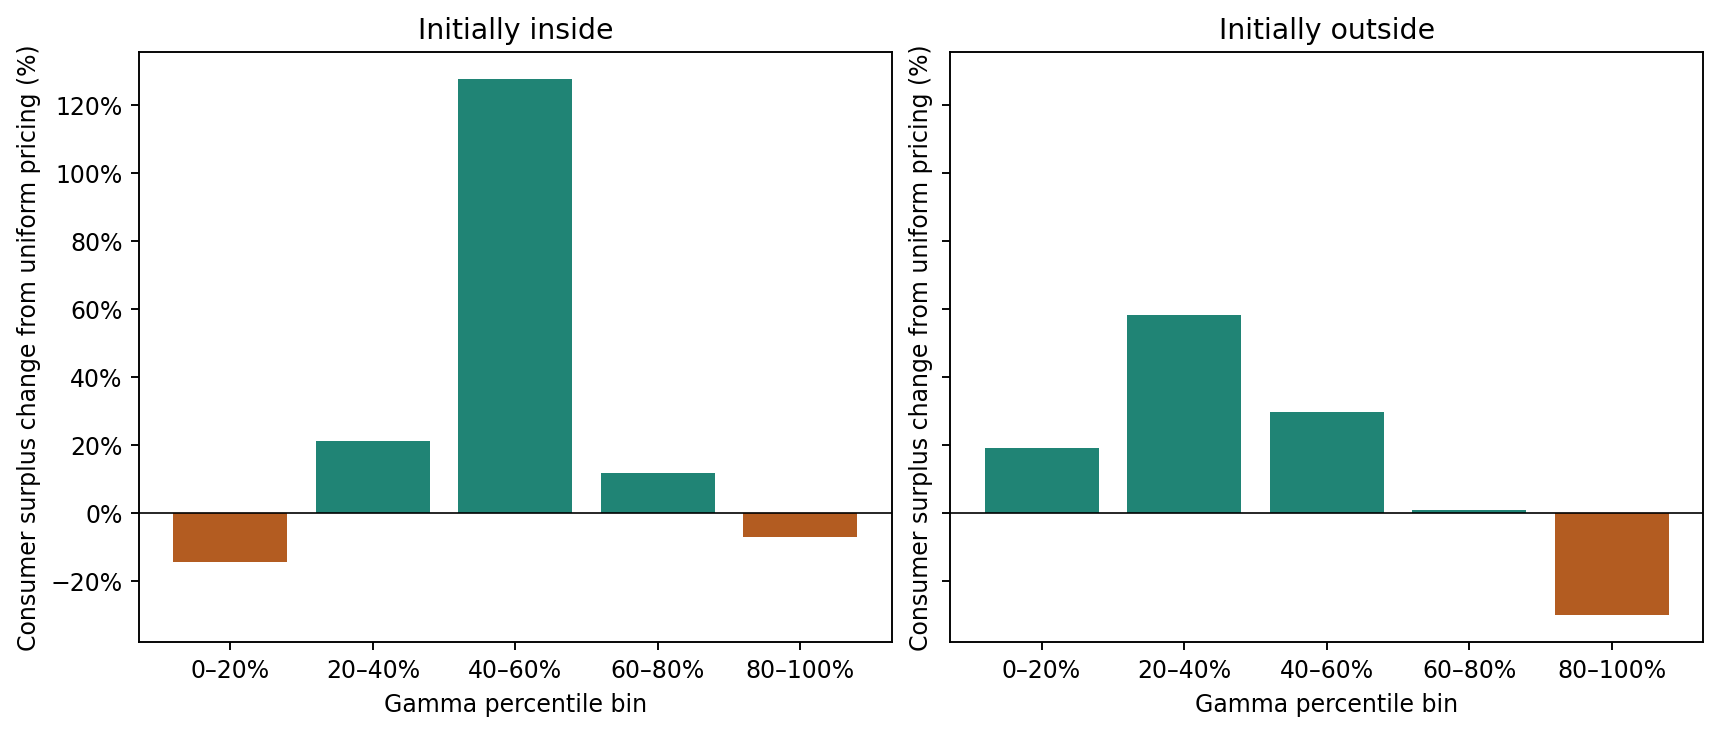 Initially inside
Consumer surplus change from uniform pricing (%)
120%
100%
80%
60%
40%
20%
0%
−20%
0–20% 20–40% 40–60% 60–80% 80–100%
Gamma percentile bin
Initially outside
Consumer surplus change from uniform pricing (%)
0–20% 20–40% 40–60% 60–80% 80–100%
Gamma percentile bin